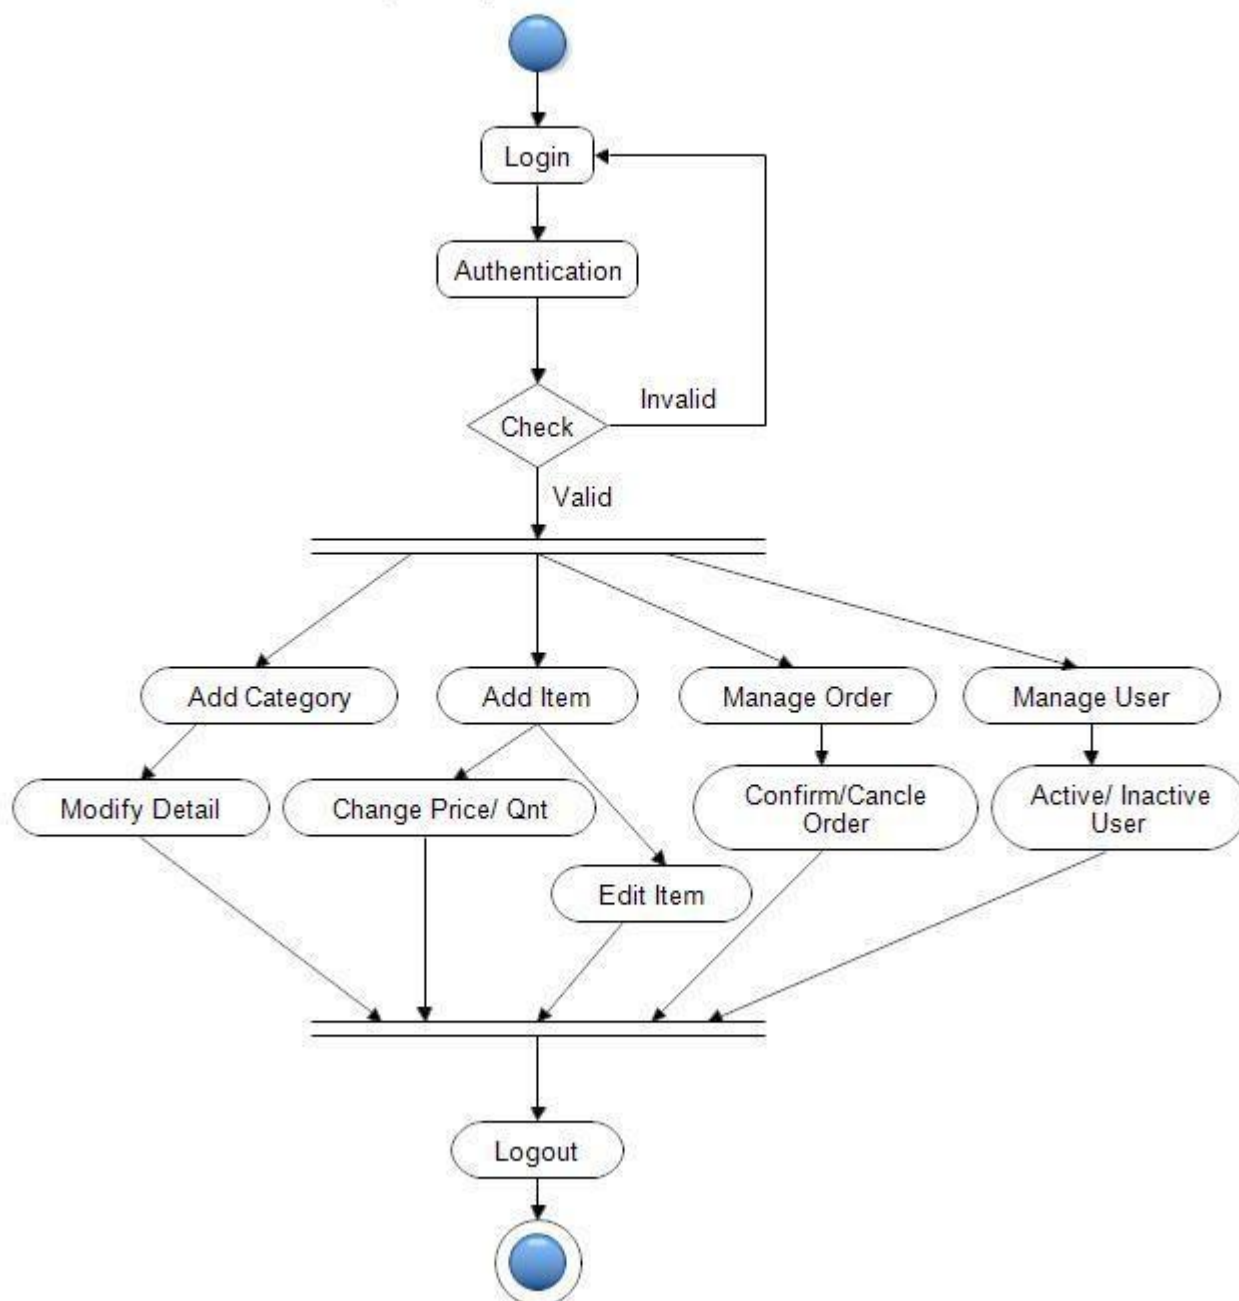 Login
Authentication
Check
Invalid
Valid
Add Category
Add Item
Manage Order
Manage User
Modify Detail
Change Price/ Qnt
Confirm/Cancle
Order
Active/ Inactive
User
Edit Item
Logout